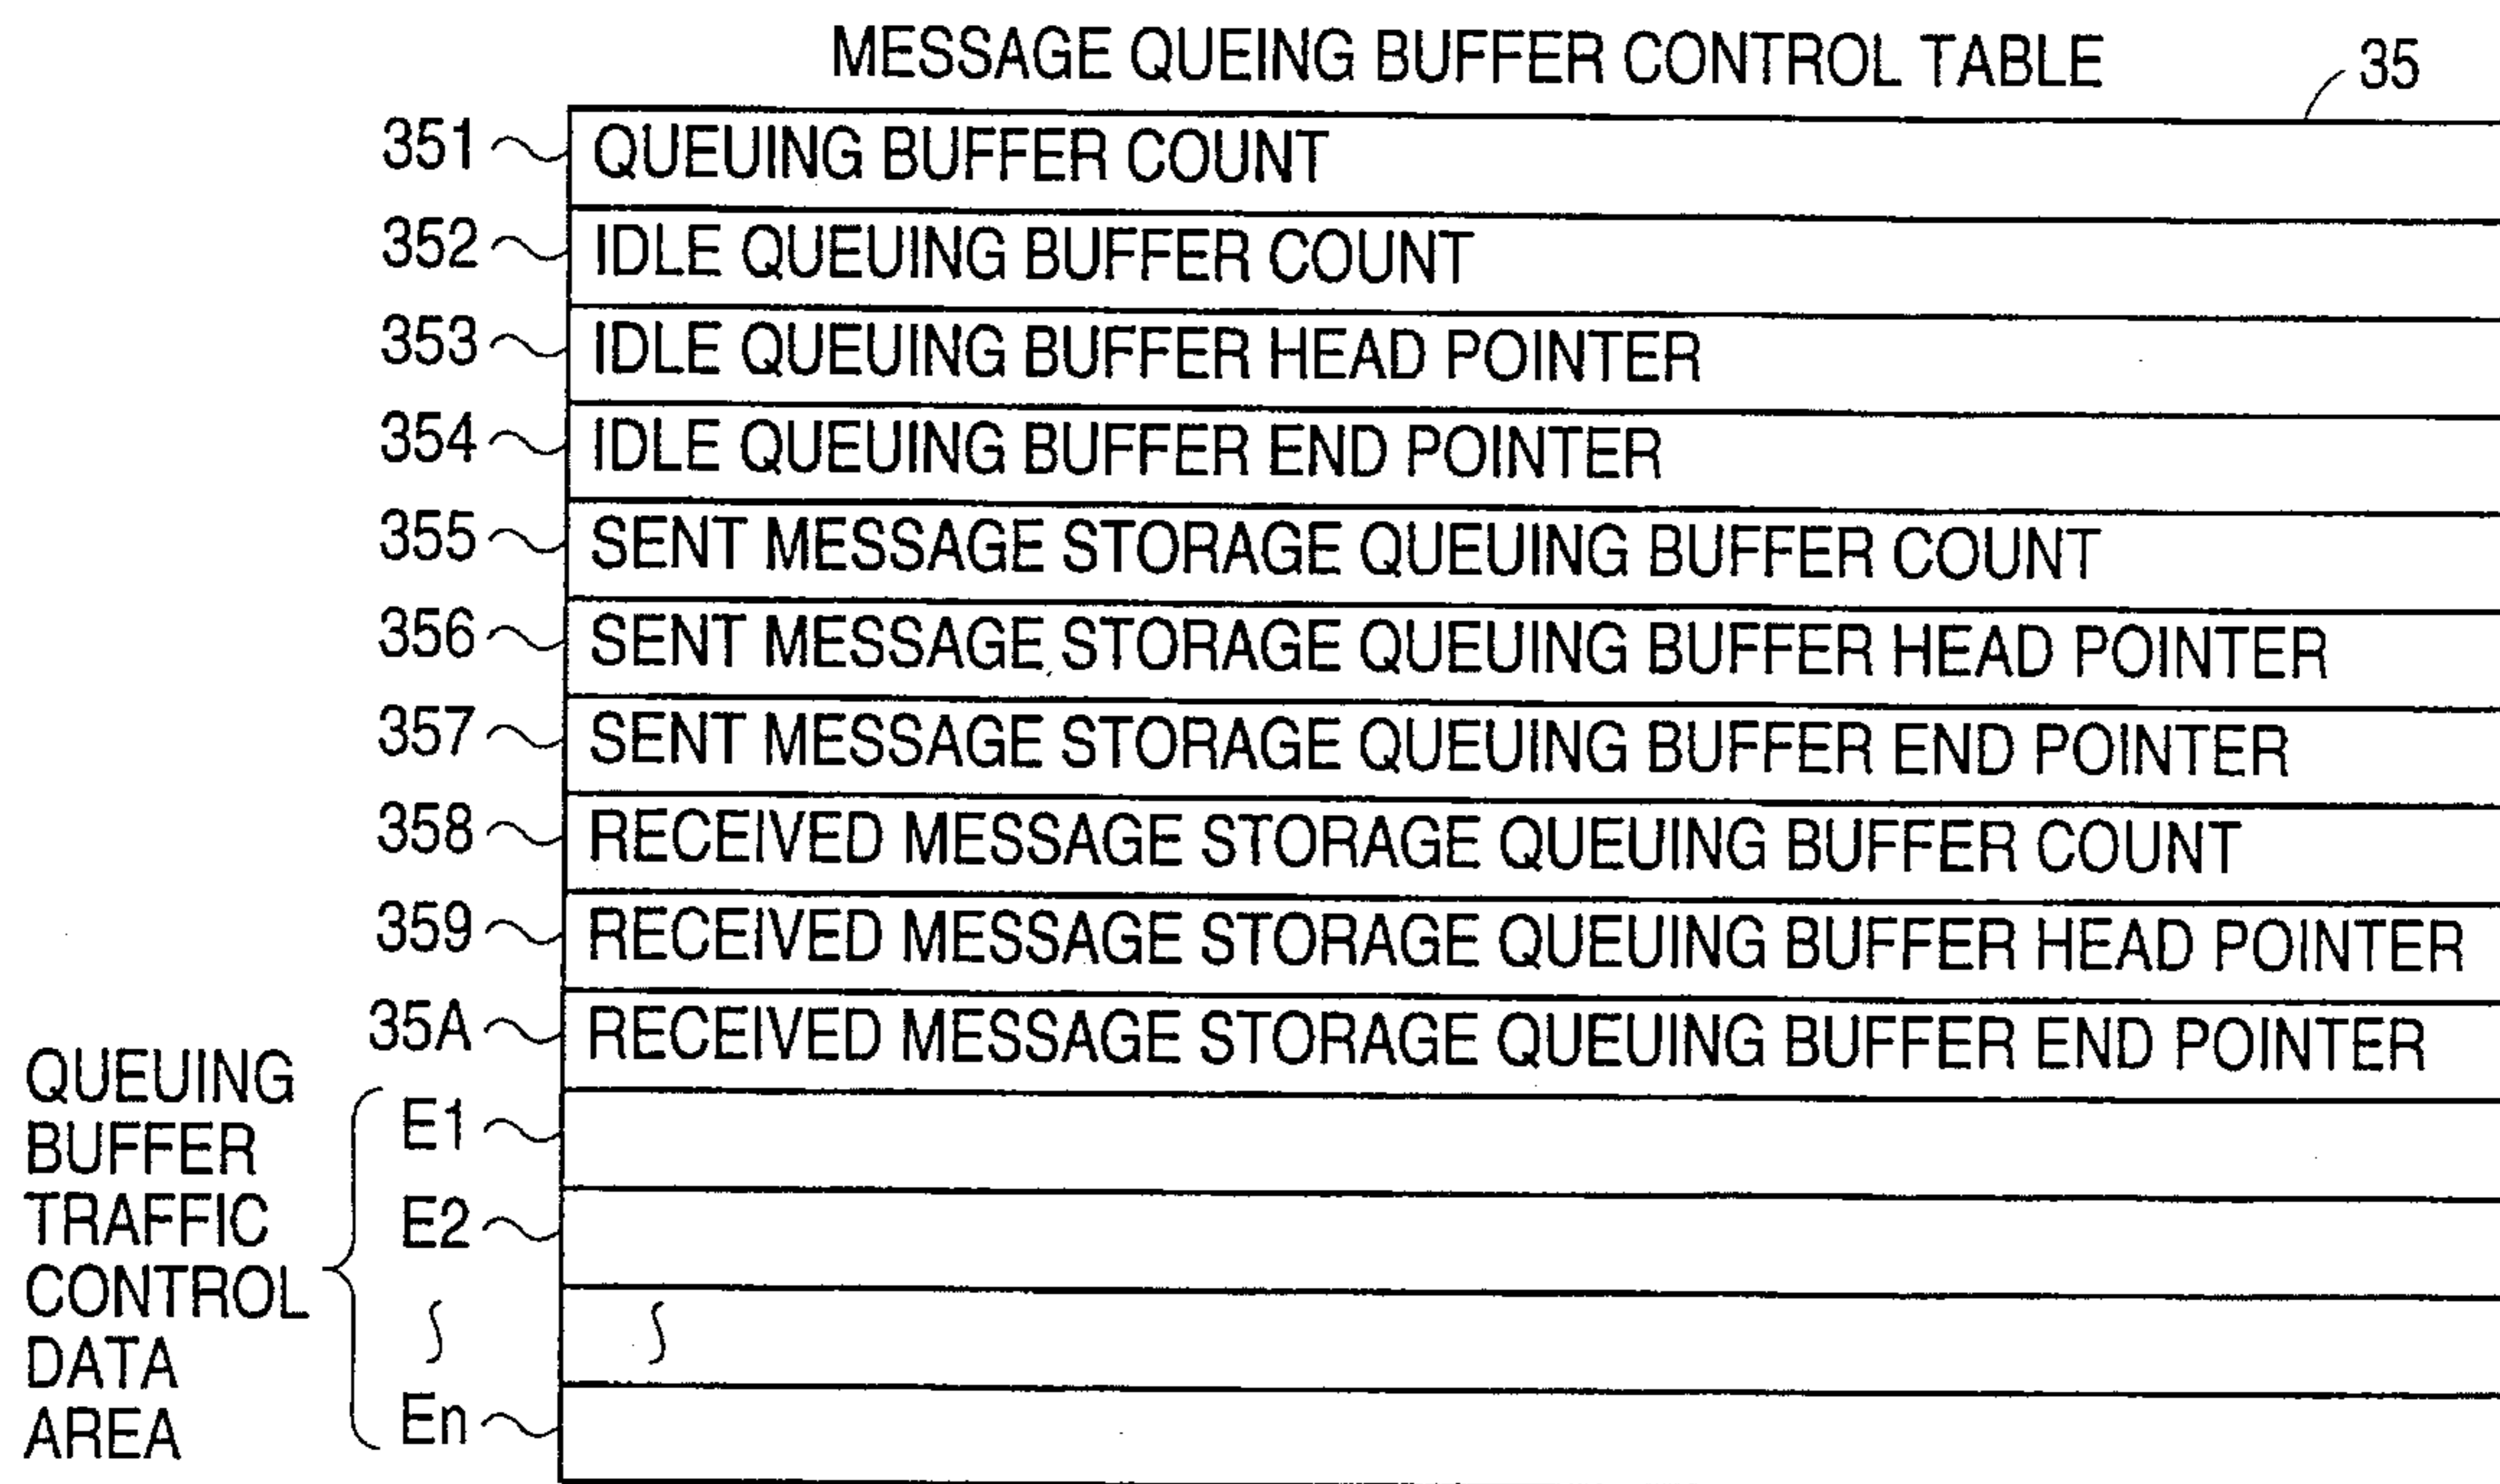 MESSAGE QUEING BUFFER CONTROL TABLE
35
351 QUEUING BUFFER COUNT
352 IDLE QUEUING BUFFER COUNT
353 IDLE QUEUING BUFFER HEAD POINTER
354 IDLE QUEUING BUFFER END POINTER
355 SENT MESSAGE STORAGE QUEUING BUFFER COUNT
356 SENT MESSAGE STORAGE QUEUING BUFFER HEAD POINTER
357 SENT MESSAGE STORAGE QUEUING BUFFER END POINTER
358 RECEIVED MESSAGE STORAGE QUEUING BUFFER COUNT
359 RECEIVED MESSAGE STORAGE QUEUING BUFFER HEAD POINTER
35A RECEIVED MESSAGE STORAGE QUEUING BUFFER END POINTER
QUEUING
BUFFER
TRAFFIC
CONTROL
DATA
AREA
E1
E2
En